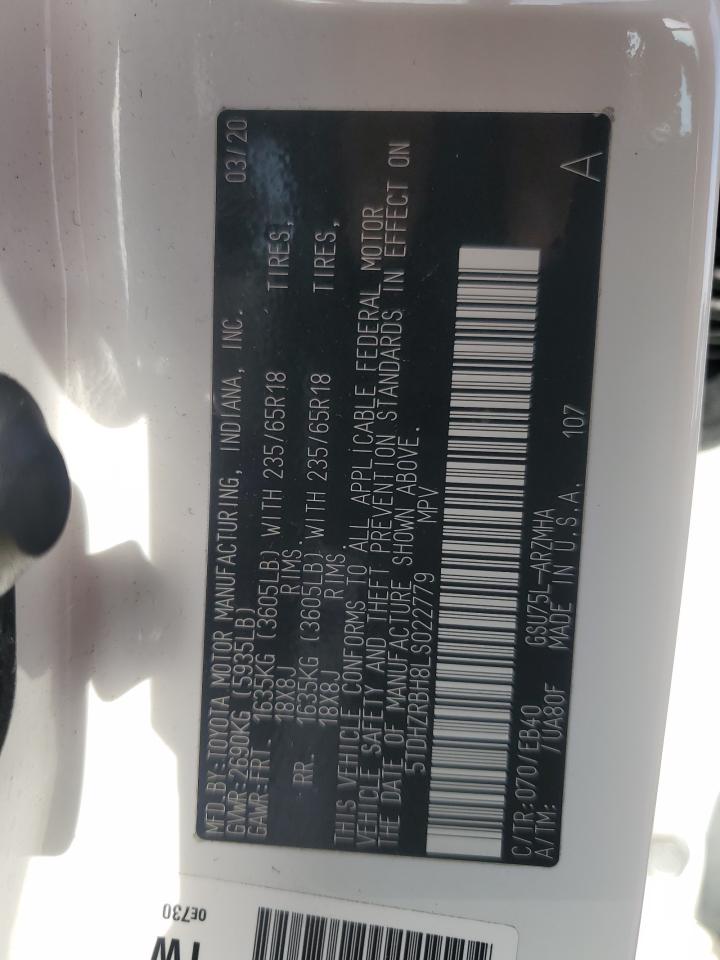 MFD BY:TOYOTA MOTOR MANUFACTURING, INDIANA, INC. 03/20
GVWR:2690KG (5935LB)
GAWR:FRT. 1635KG (3605LB) WITH 235/65R18 TIRES,
18X8J RIMS.
RR. 1635KG (3605LB) WITH 235/65R18 TIRES,
18X8J RIMS.
THIS VEHICLE CONFORMS TO ALL APPLICABLE FEDERAL MOTOR
VEHICLE SAFETY AND THEFT PREVENTION STANDARDS IN EFFECT ON
THE DATE OF MANUFACTURE SHOWN ABOVE.
5TDHZRBH8LS022779 MPV
C/TR:070/EB40 GSU75L-ARZMHA 107
A/TM: /UA80F MADE IN U.S.A. A
0E730